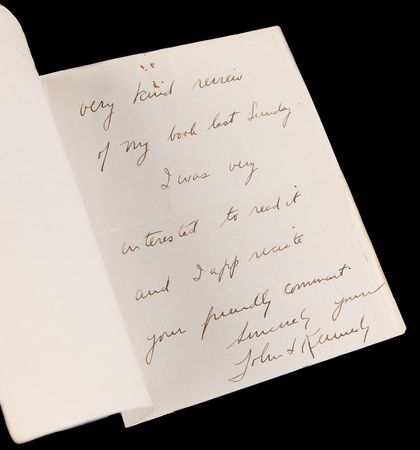 very kind review
of my book last Sunday.
I was very
interested to read it
and I appreciate
your friendly comment.
Sincerely yours
John F Kennedy